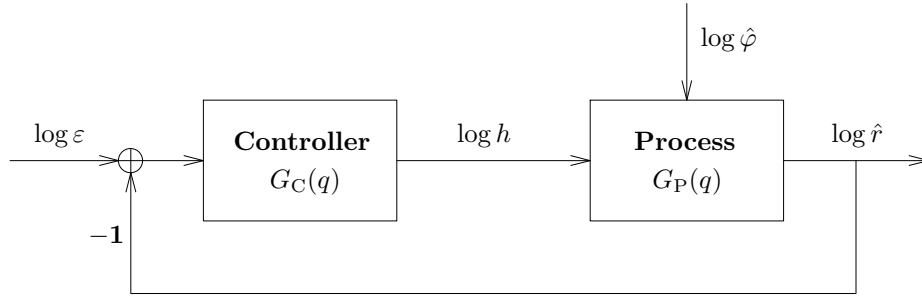 log φ̂
log ε
Controller
G_C(q)
log h
Process
G_P(q)
log r̂
−1